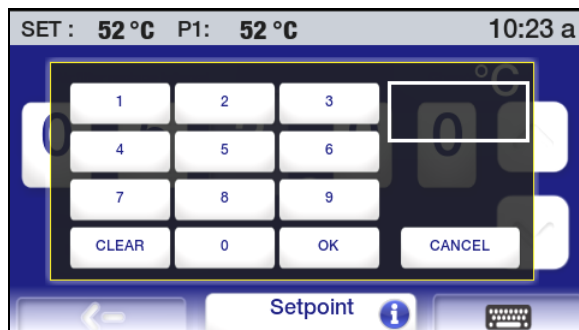 SET : 52 °C P1: 52 °C 10:23 a
°C
1 2 3
4 5 6
7 8 9
CLEAR 0 OK CANCEL
Setpoint